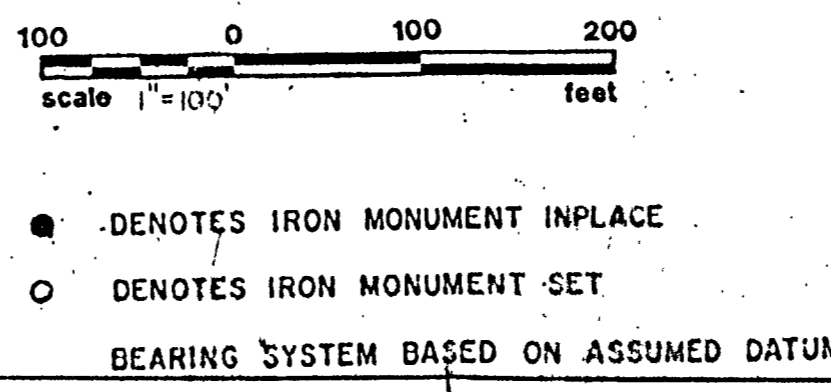 100 0 100 200
scale 1"=100' feet
DENOTES IRON MONUMENT INPLACE
DENOTES IRON MONUMENT SET
BEARING SYSTEM BASED ON ASSUMED DATUM